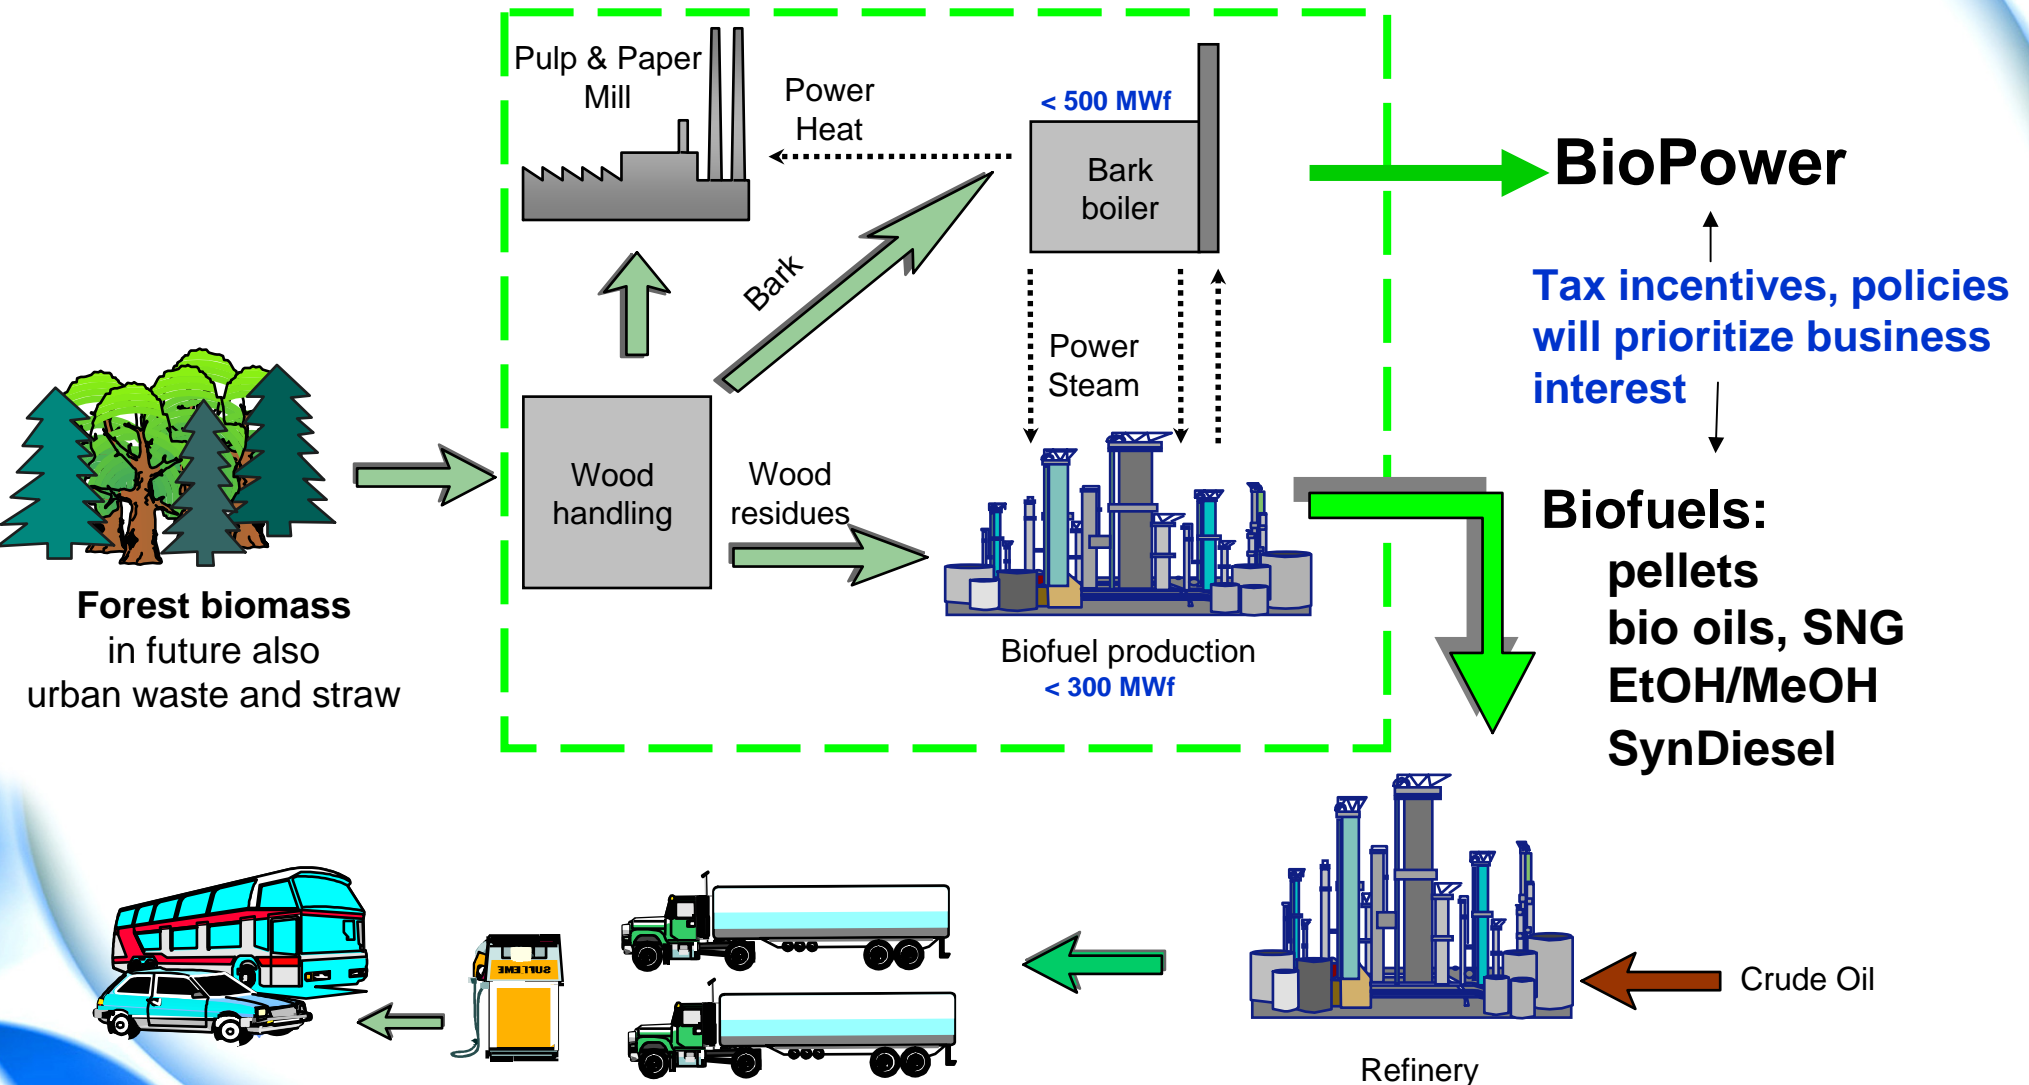 Pulp & Paper
Mill
Power
Heat
< 500 MWf
Bark
boiler
BioPower
Bark
Tax incentives, policies
will prioritize business
interest
Power
Steam
Wood
handling
Wood
residues
Biofuels:
pellets
bio oils, SNG
EtOH/MeOH
SynDiesel
Forest biomass
in future also
urban waste and straw
Biofuel production
< 300 MWf
Crude Oil
Refinery